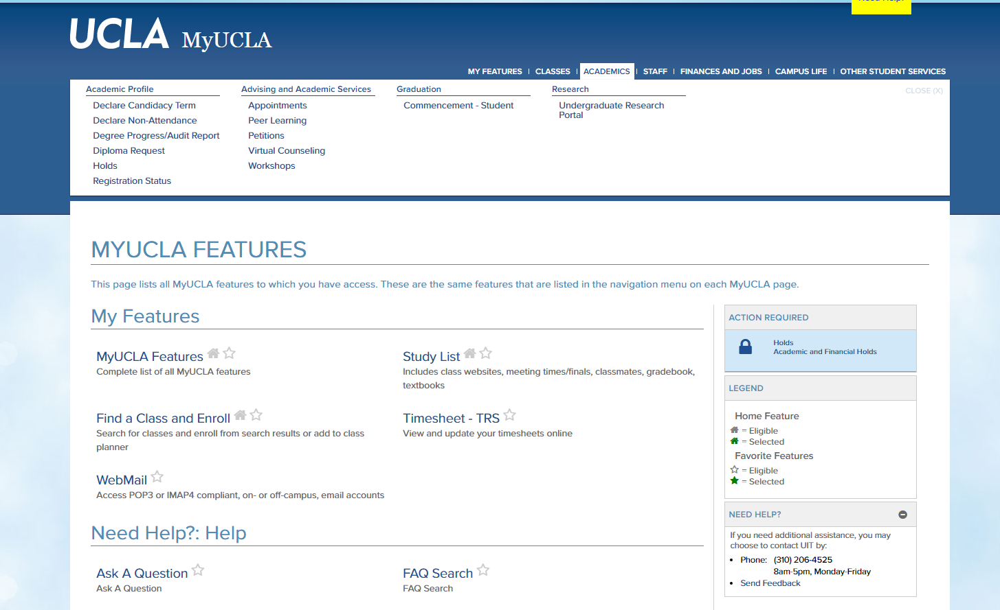 UCLA MyUCLA
MY FEATURES | CLASSES | ACADEMICS | STAFF | FINANCES AND JOBS | CAMPUS LIFE | OTHER STUDENT SERVICES
CLOSE (X)
Academic Profile
Declare Candidacy Term
Declare Non-Attendance
Degree Progress/Audit Report
Diploma Request
Holds
Registration Status
Advising and Academic Services
Appointments
Peer Learning
Petitions
Virtual Counseling
Workshops
Graduation
Commencement - Student
Research
Undergraduate Research
Portal
MYUCLA FEATURES
This page lists all MyUCLA features to which you have access. These are the same features that are listed in the navigation menu on each MyUCLA page.
My Features
MyUCLA Features
Complete list of all MyUCLA features
Study List
Includes class websites, meeting times/finals, classmates, gradebook,
textbooks
Find a Class and Enroll
Search for classes and enroll from search results or add to class
planner
Timesheet - TRS
View and update your timesheets online
WebMail
Access POP3 or IMAP4 compliant, on- or off-campus, email accounts
Need Help?: Help
Ask A Question
Ask A Question
FAQ Search
FAQ Search
ACTION REQUIRED
Holds
Academic and Financial Holds
LEGEND
Home Feature
= Eligible
= Selected
Favorite Features
= Eligible
= Selected
NEED HELP?
If you need additional assistance, you may
choose to contact UIT by:
• Phone: (310) 206-4525
8am-5pm, Monday-Friday
• Send Feedback